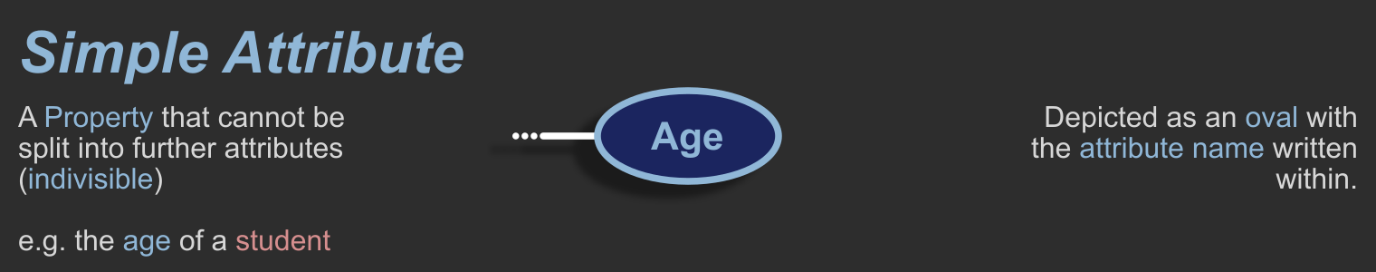 Simple Attribute
A Property that cannot be
split into further attributes
(indivisible)
e.g. the age of a student
Age
Depicted as an oval with
the attribute name written
within.